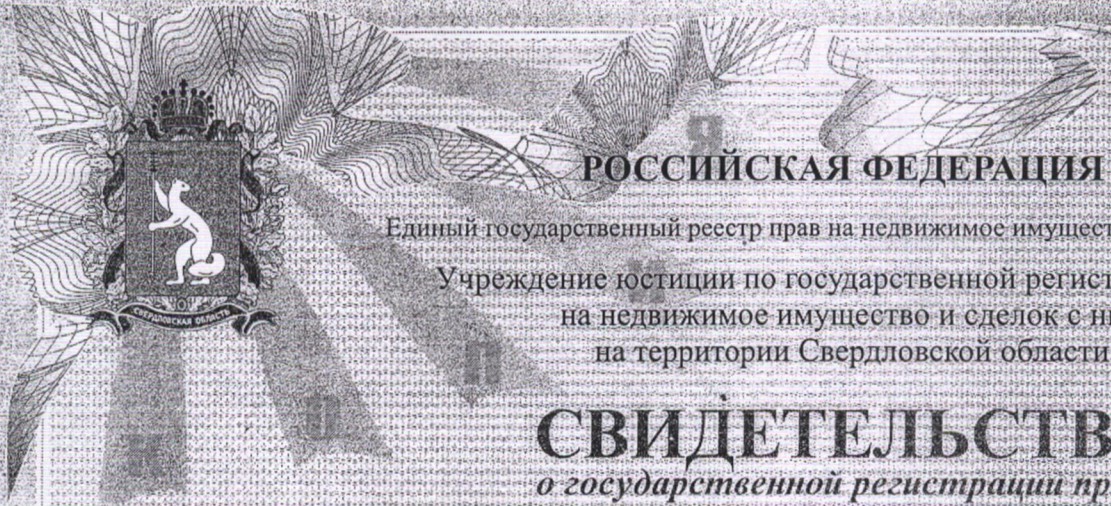 РОССИЙСКАЯ ФЕДЕРАЦИЯ
Единый государственный реестр прав на недвижимое имущест
Учреждение юстиции по государственной регист
на недвижимое имущество и сделок с н
на территории Свердловской области
СВЕРДЛОВСКАЯ ОБЛАСТЬ
СВИДЕТЕЛЬСТВ
о государственной регистрации пр
К О П И Я